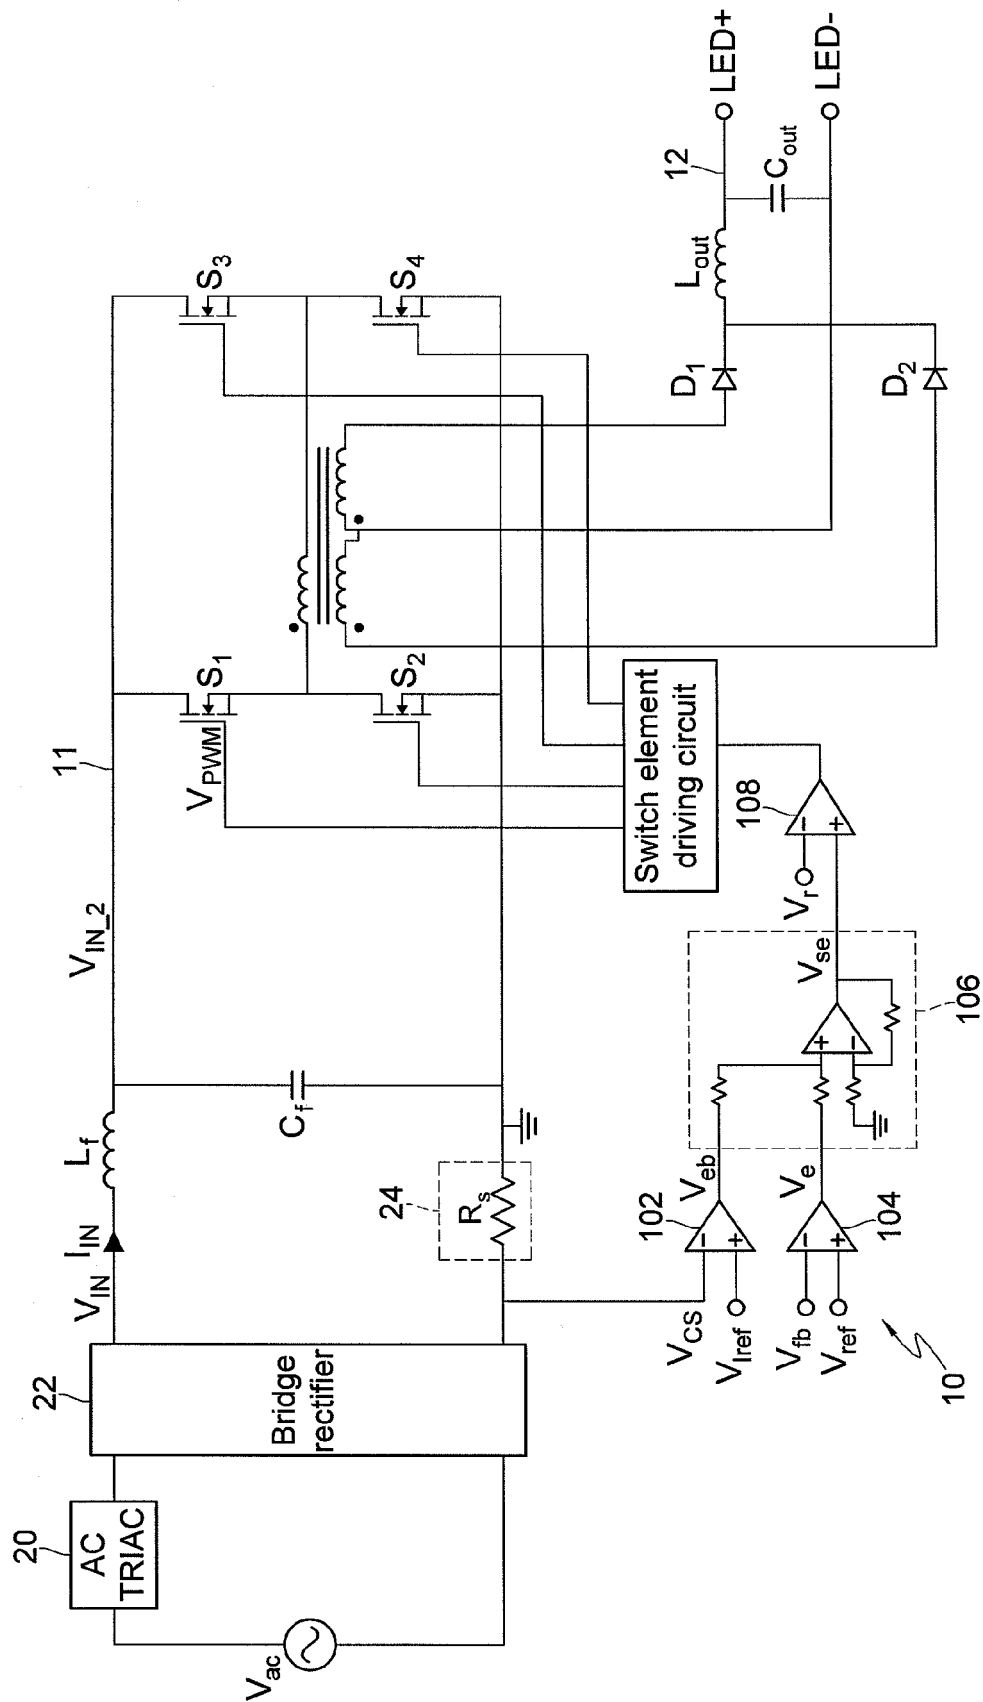 20
AC
TRIAC
V_ac
22
Bridge
rectifier
V_IN
I_IN
L_f
C_f
24
R_s
V_IN_2
11
V_PWM
S_1
S_2
S_3
S_4
D_1
D_2
L_out
12
C_out
LED+
LED-
Switch element
driving circuit
V_CS
V_Iref
V_fb
V_ref
10
102
-
+
104
-
+
V_eb
V_e
106
+
-
V_se
V_r
108
-
+